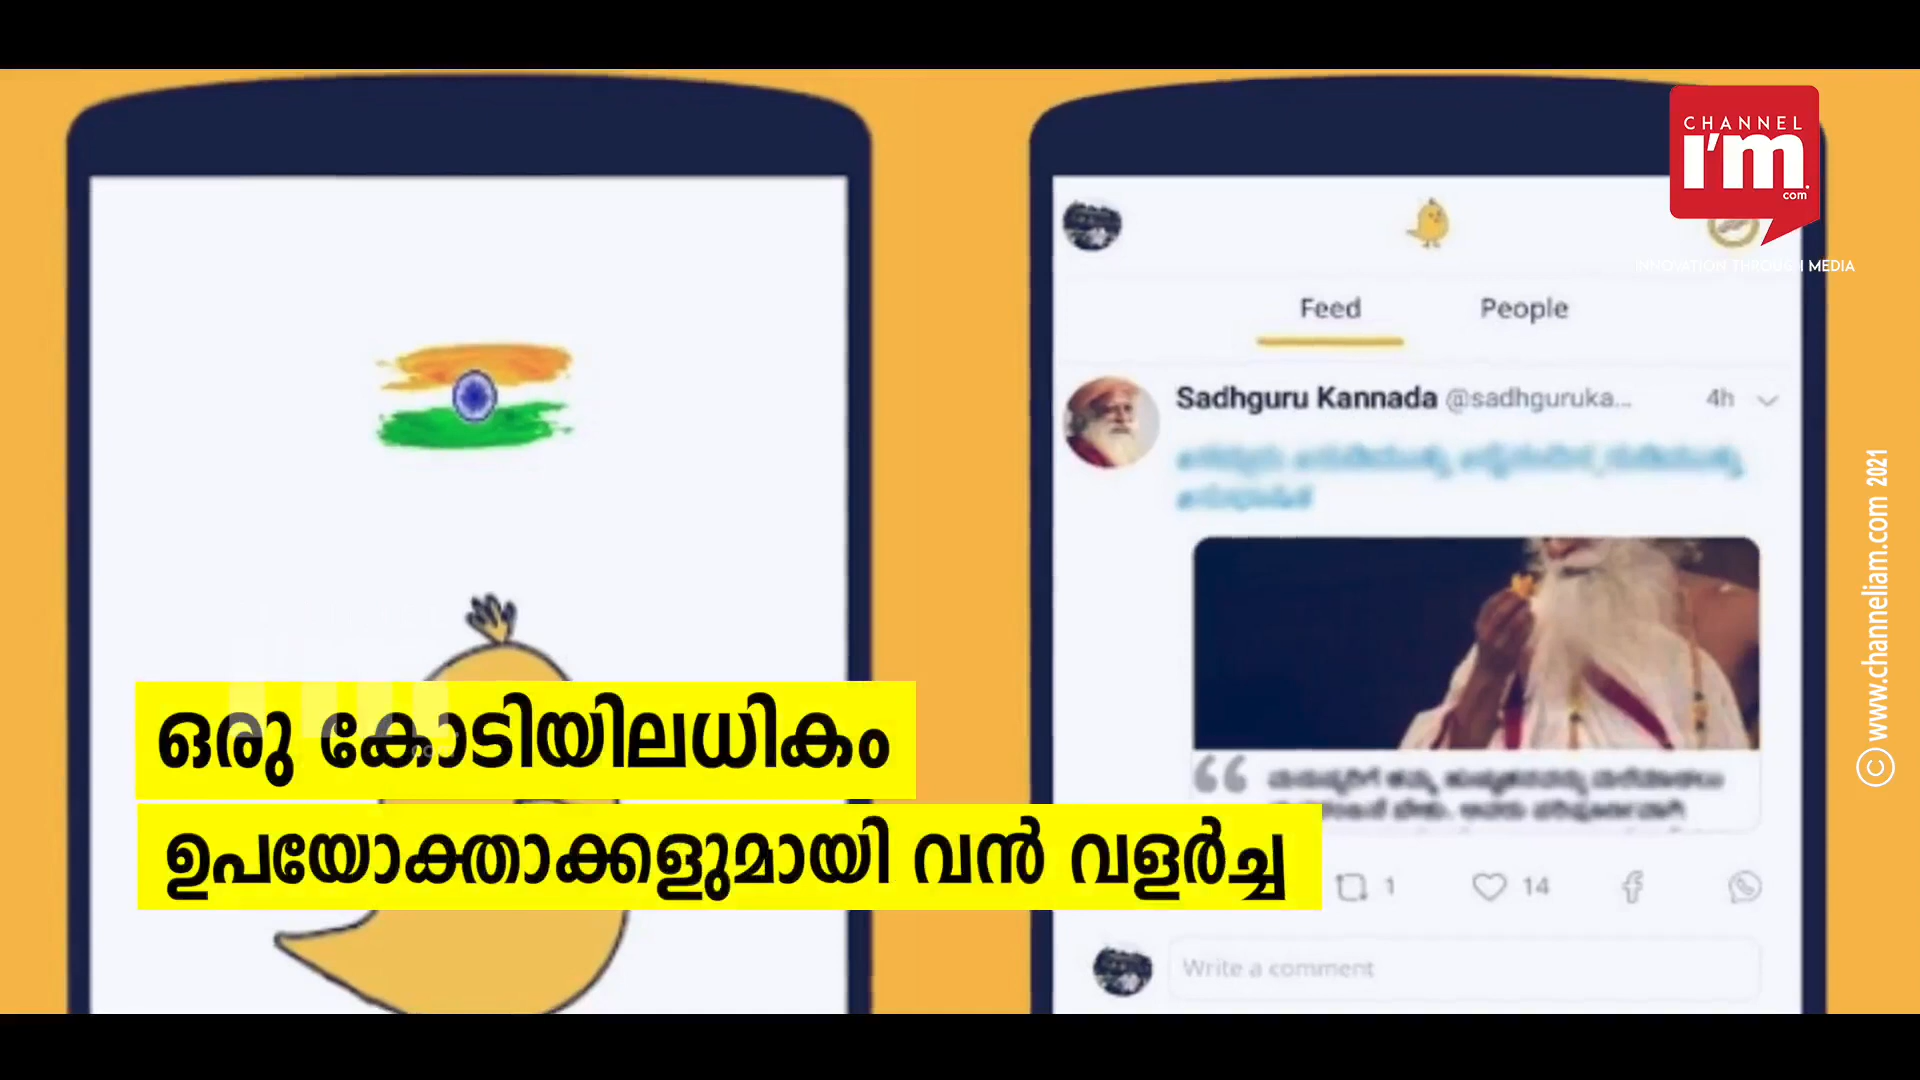 CHANNEL
I'm
com
INNOVATION THROUGH MEDIA
Feed People
Sadhguru Kannada @sadhguruka... 4h
ഒരു കോടിയിലധികം
ഉപയോക്താക്കളുമായി വൻ വളർച്ച
1 14
Write a comment
© www.channeliam.com 2021